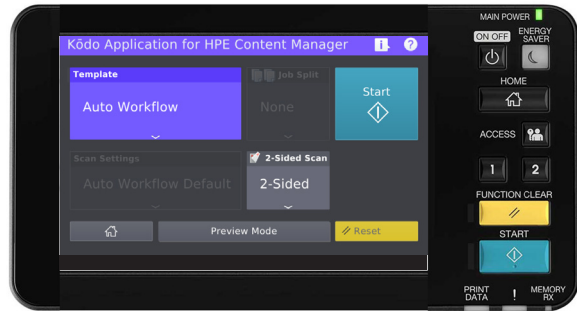 MAIN POWER
ON OFF
ENERGY
SAVER
Kōdo Application for HPE Content Manager
i
?
Template
Auto Workflow
Job Split
None
Start
Scan Settings
Auto Workflow Default
2-Sided Scan
2-Sided
Preview Mode
Reset
HOME
ACCESS
1
2
FUNCTION CLEAR
START
PRINT
DATA
!
MEMORY
RX